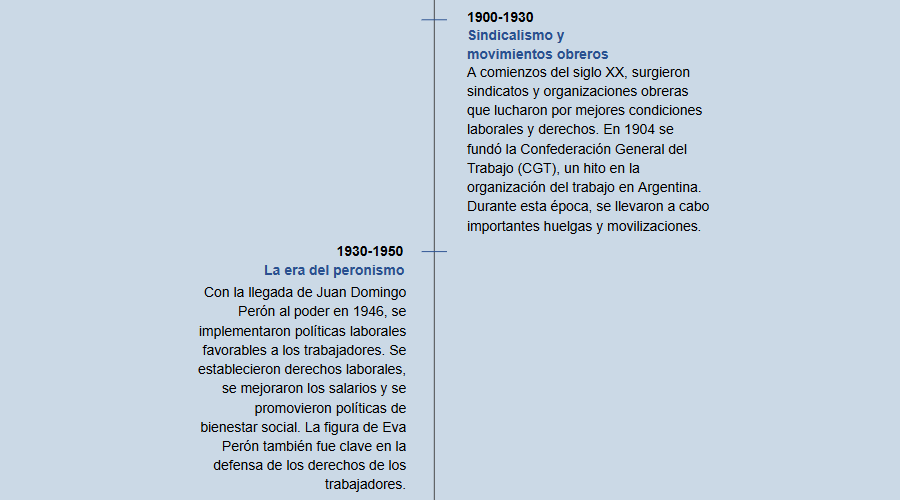 1900-1930
Sindicalismo y
movimientos obreros
A comienzos del siglo XX, surgieron
sindicatos y organizaciones obreras
que lucharon por mejores condiciones
laborales y derechos. En 1904 se
fundó la Confederación General del
Trabajo (CGT), un hito en la
organización del trabajo en Argentina.
Durante esta época, se llevaron a cabo
importantes huelgas y movilizaciones.
1930-1950
La era del peronismo
Con la llegada de Juan Domingo
Perón al poder en 1946, se
implementaron políticas laborales
favorables a los trabajadores. Se
establecieron derechos laborales,
se mejoraron los salarios y se
promovieron políticas de
bienestar social. La figura de Eva
Perón también fue clave en la
defensa de los derechos de los
trabajadores.